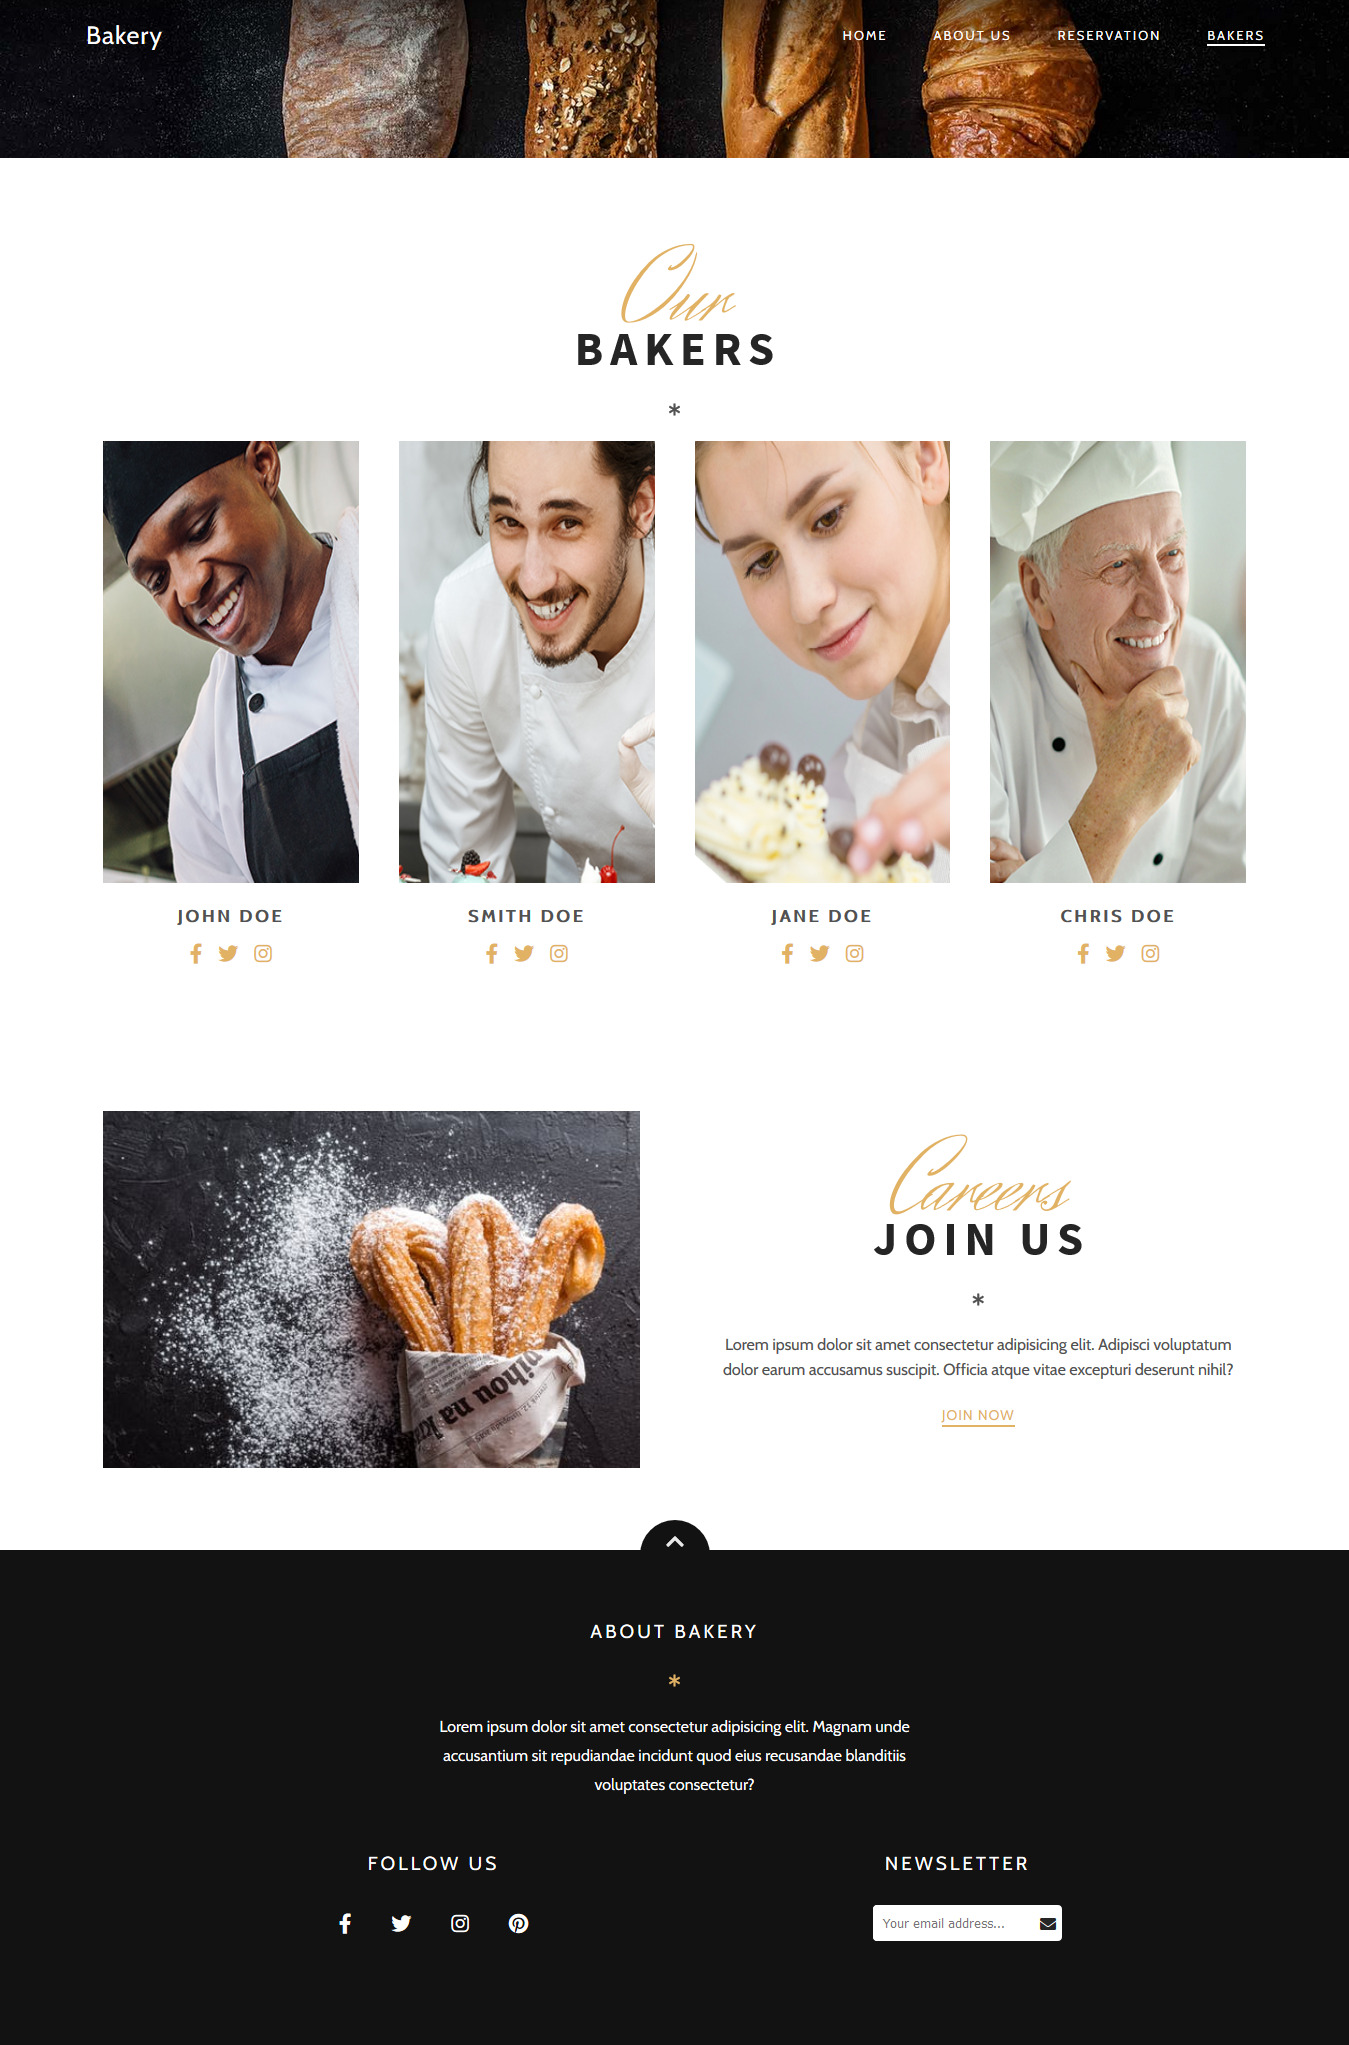 Bakery
HOME ABOUT US RESERVATION BAKERS
Our
BAKERS
*
JOHN DOE
SMITH DOE
JANE DOE
CHRIS DOE
Careers
JOIN US
*
Lorem ipsum dolor sit amet consectetur adipisicing elit. Adipisci voluptatum
dolor earum accusamus suscipit. Officia atque vitae excepturi deserunt nihil?
JOIN NOW
ABOUT BAKERY
*
Lorem ipsum dolor sit amet consectetur adipisicing elit. Magnam unde
accusantium sit repudiandae incidunt quod eius recusandae blanditiis
voluptates consectetur?
FOLLOW US
NEWSLETTER
Your email address...